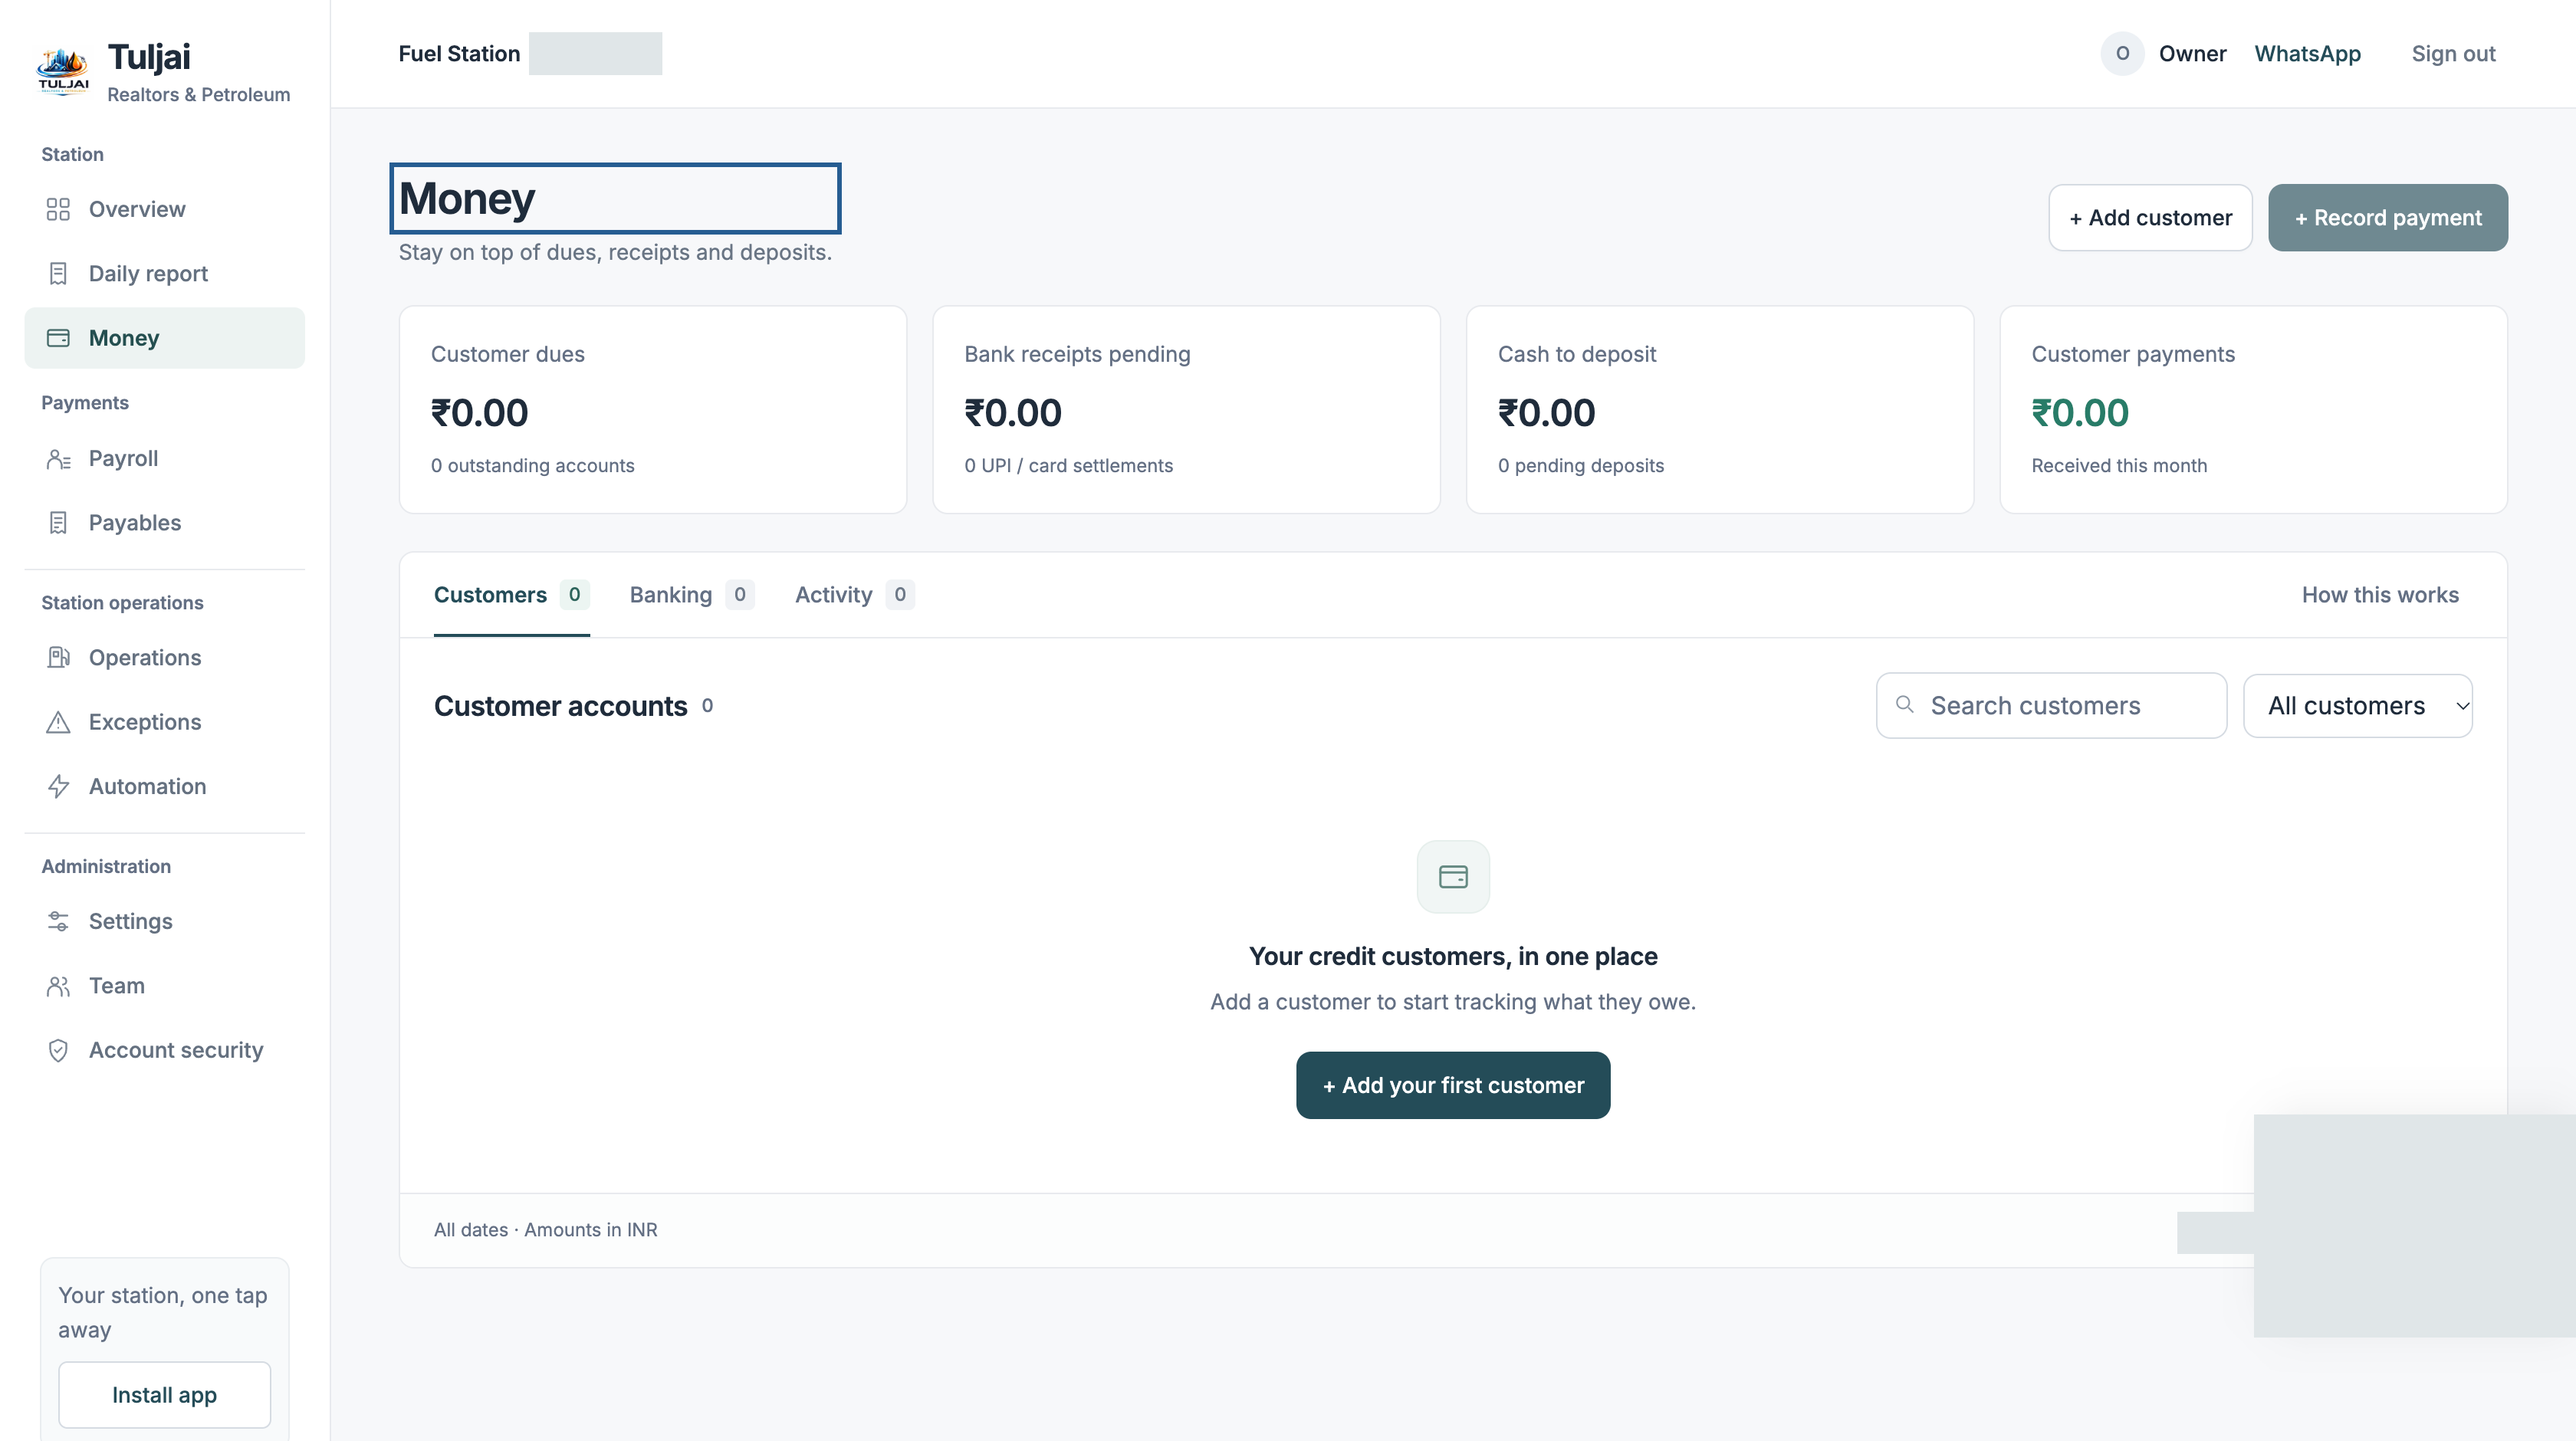 Tuljai
Realtors & Petroleum
TULJAI
Station
Overview
Daily report
Money
Payments
Payroll
Payables
Station operations
Operations
Exceptions
Automation
Administration
Settings
Team
Account security
Your station, one tap
away
Install app
Fuel Station
O Owner WhatsApp Sign out
Money
Stay on top of dues, receipts and deposits.
+ Add customer + Record payment
Customer dues
₹0.00
0 outstanding accounts
Bank receipts pending
₹0.00
0 UPI / card settlements
Cash to deposit
₹0.00
0 pending deposits
Customer payments
₹0.00
Received this month
Customers 0 Banking 0 Activity 0 How this works
Customer accounts 0 Search customers All customers
Your credit customers, in one place
Add a customer to start tracking what they owe.
+ Add your first customer
All dates · Amounts in INR